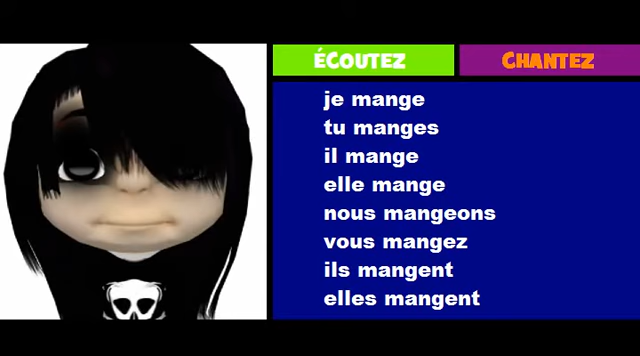 ÉCOUTEZ
CHANTEZ
je mange
tu manges
il mange
elle mange
nous mangeons
vous mangez
ils mangent
elles mangent